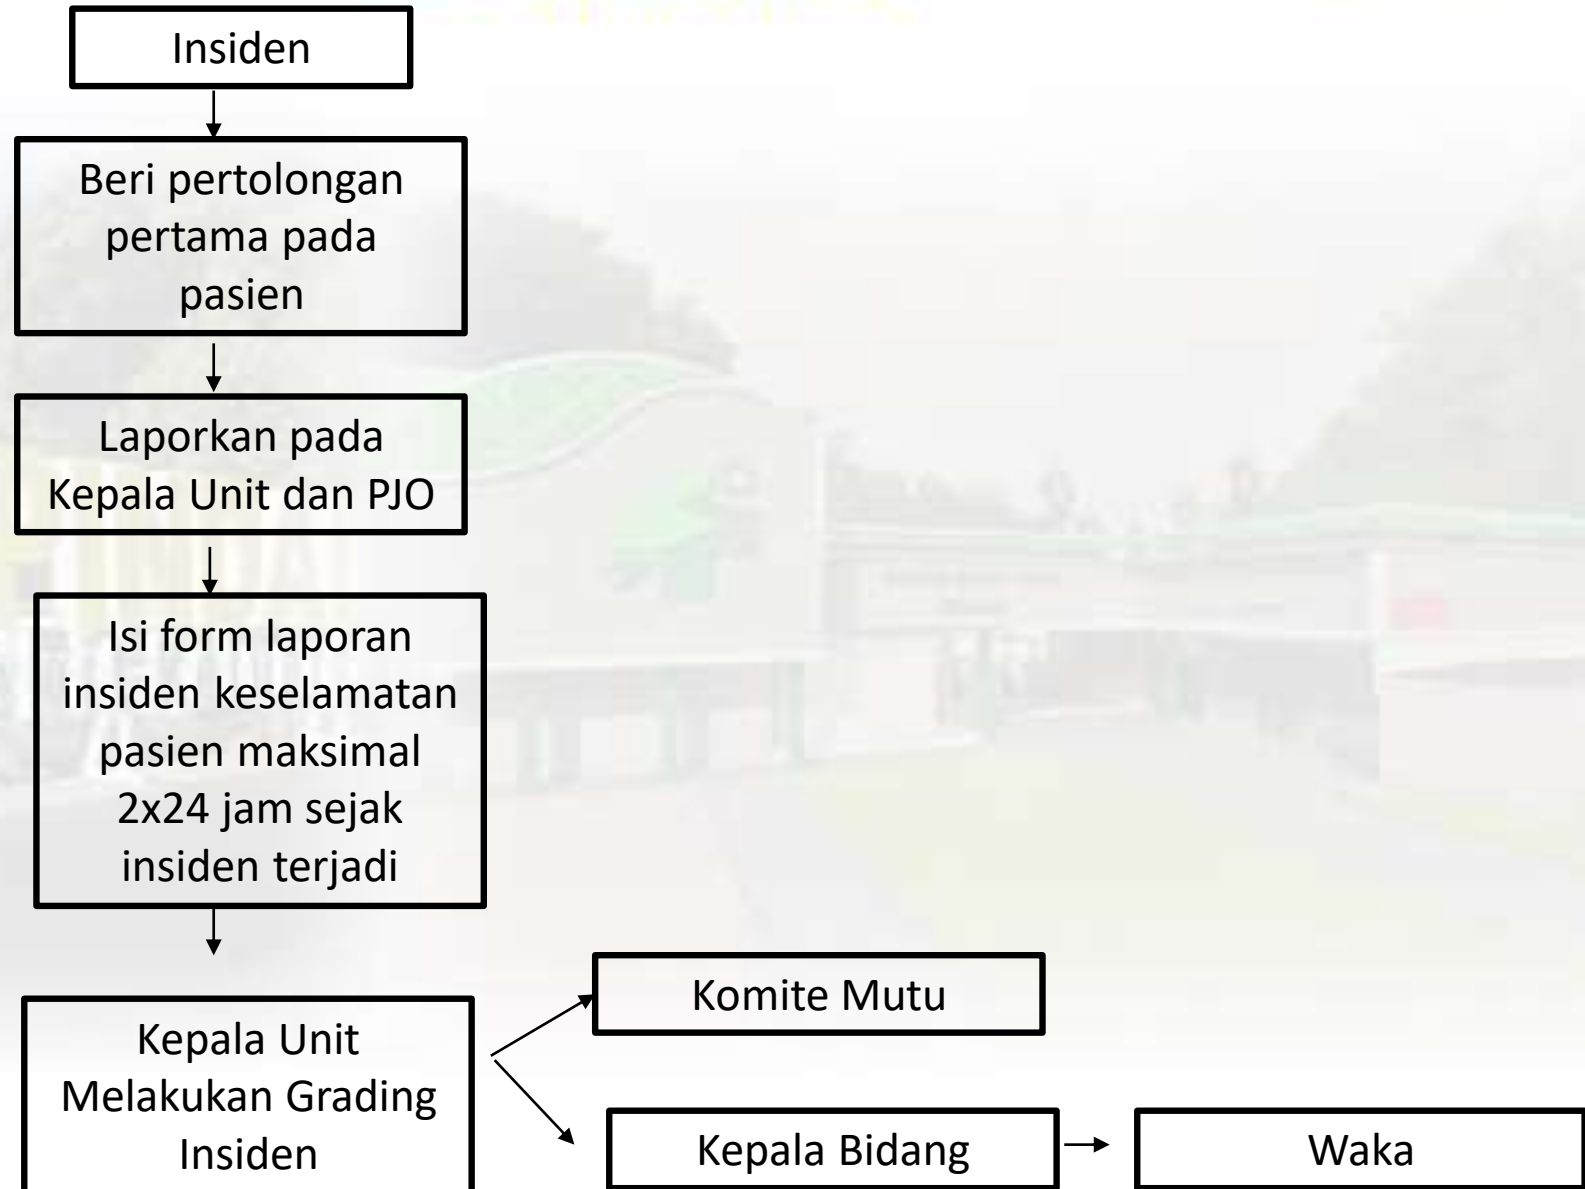 Insiden
Beri pertolongan
pertama pada
pasien
Laporkan pada
Kepala Unit dan PJO
Isi form laporan
insiden keselamatan
pasien maksimal
2x24 jam sejak
insiden terjadi
Kepala Unit
Melakukan Grading
Insiden
Komite Mutu
Kepala Bidang
Waka